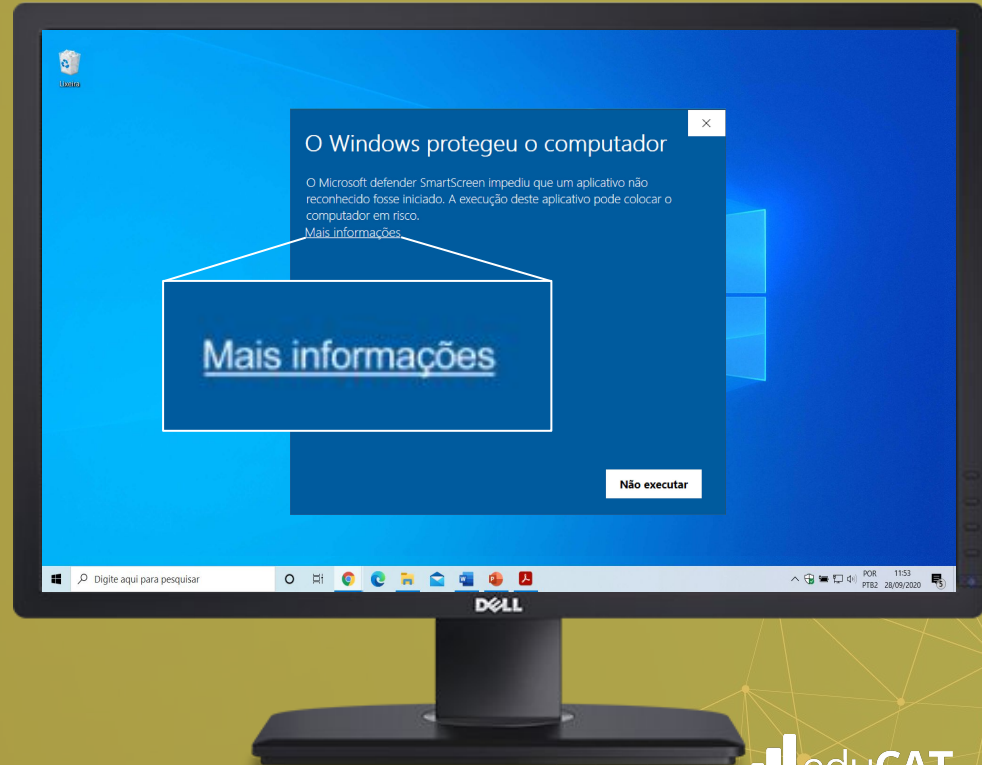 Lixeira
O Windows protegeu o computador
O Microsoft defender SmartScreen impediu que um aplicativo não
reconhecido fosse iniciado. A execução deste aplicativo pode colocar o
computador em risco.
Mais informações
Mais informações
Não executar
Digite aqui para pesquisar
POR
PTB2
11:53
28/09/2020
5
DELL
eduCAT